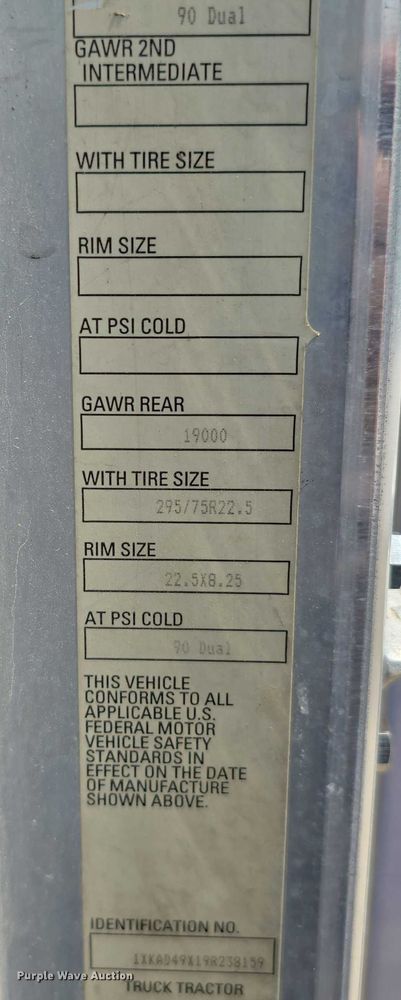 90 Dual
GAWR 2ND
INTERMEDIATE
WITH TIRE SIZE
RIM SIZE
AT PSI COLD
GAWR REAR
19000
WITH TIRE SIZE
295/75R22.5
RIM SIZE
22.5X8.25
AT PSI COLD
90 Dual
THIS VEHICLE
CONFORMS TO ALL
APPLICABLE U.S.
FEDERAL MOTOR
VEHICLE SAFETY
STANDARDS IN
EFFECT ON THE DATE
OF MANUFACTURE
SHOWN ABOVE.
IDENTIFICATION NO.
1XKAD49X19R238159
TRUCK TRACTOR
Purple Wave Auction